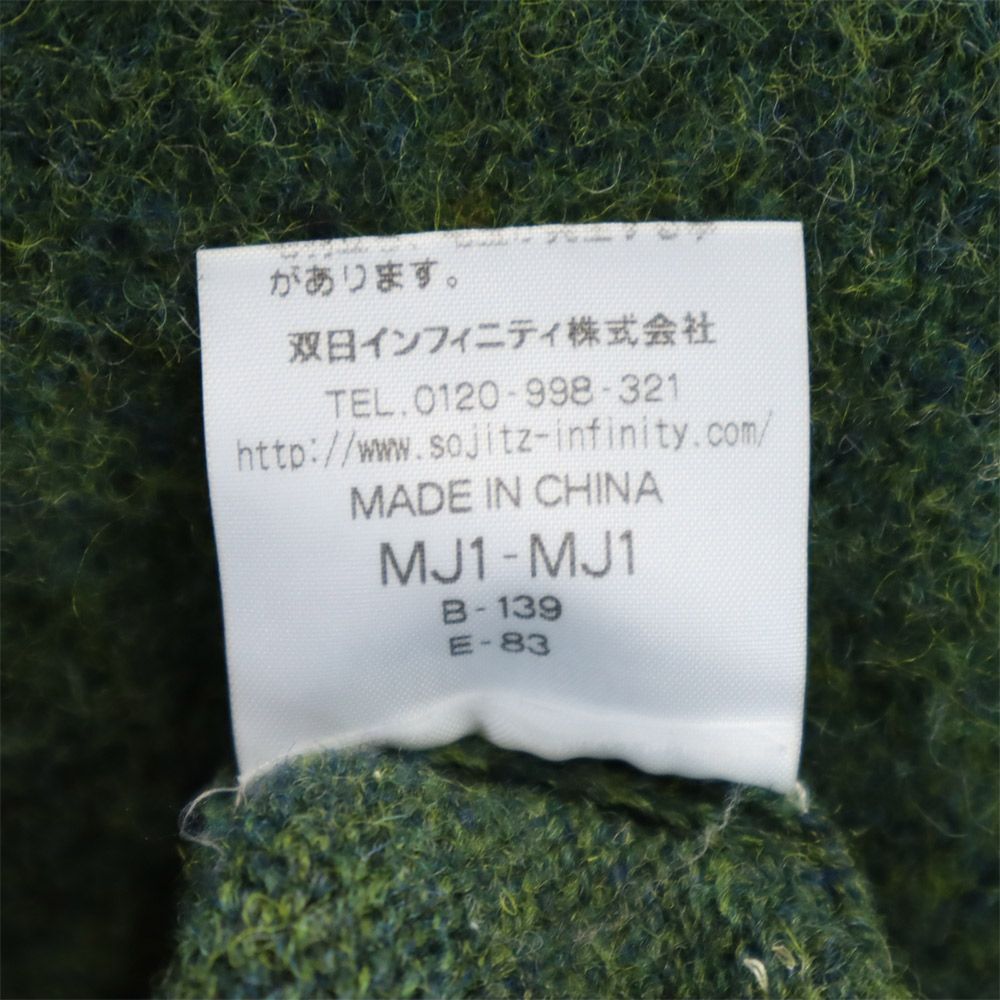 があります。
双日インフィニティ株式会社
TEL.0120-998-321
http://www.sojitz-infinity.com/
MADE IN CHINA
MJ1-MJ1
B-139
E-83